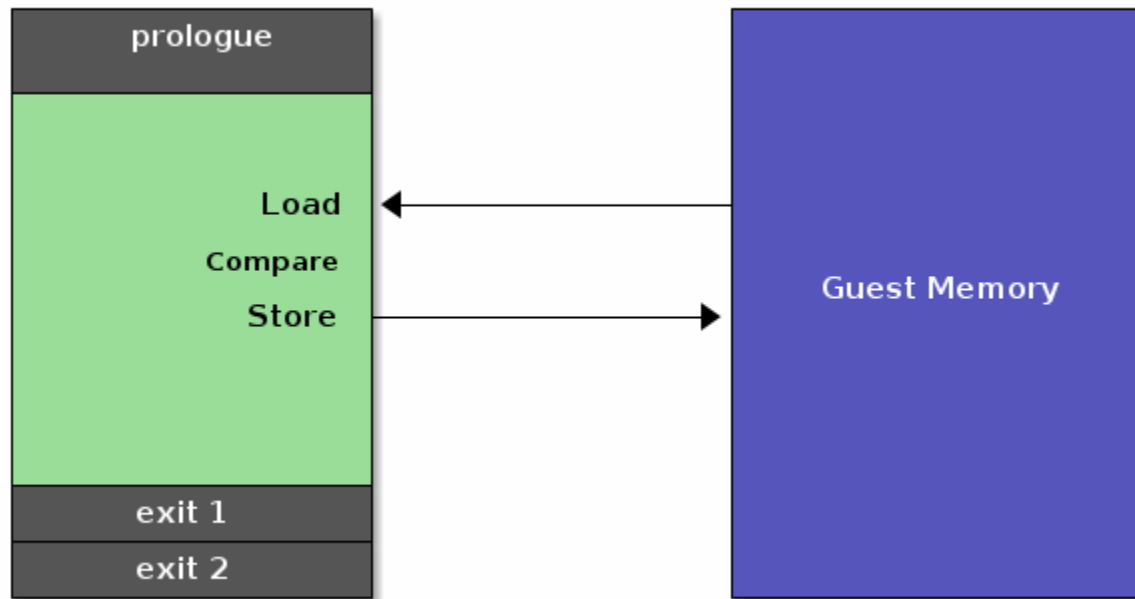 prologue
Load
Compare
Store
Guest Memory
exit 1
exit 2